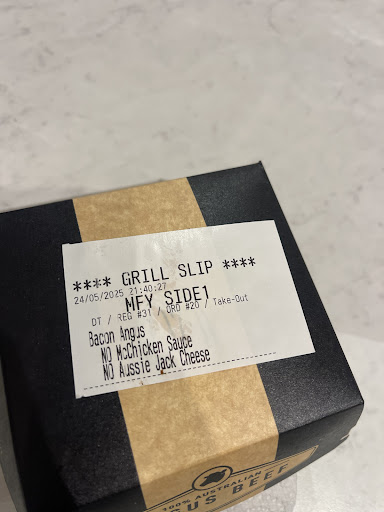 **** GRILL SLIP ****
24/05/2025 21:40:27
MFY SIDE1
DT / REG #31 / ORD #20 / Take-Out
Bacon Angus
NO McChicken Sauce
NO Aussie Jack Cheese
100% AUSTRALIAN
GUS BEEF